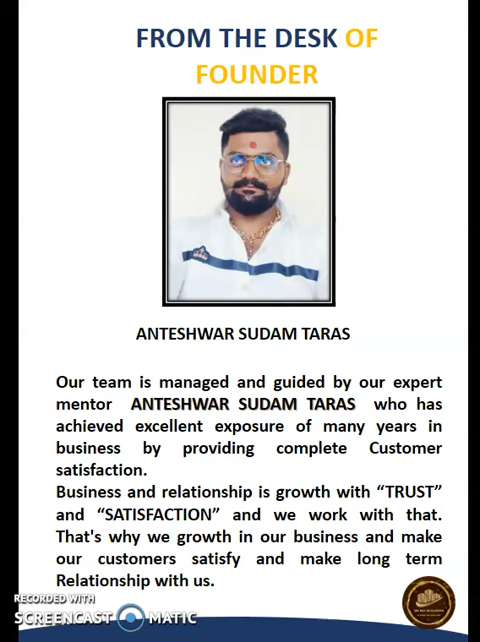 FROM THE DESK OF
FOUNDER
ANTESHWAR SUDAM TARAS
Our team is managed and guided by our expert
mentor ANTESHWAR SUDAM TARAS who has
achieved excellent exposure of many years in
business by providing complete Customer
satisfaction.
Business and relationship is growth with “TRUST”
and “SATISFACTION” and we work with that.
That's why we growth in our business and make
our customers satisfy and make long term
Relationship with us.
RECORDED WITH
SCREENCAST MATIC